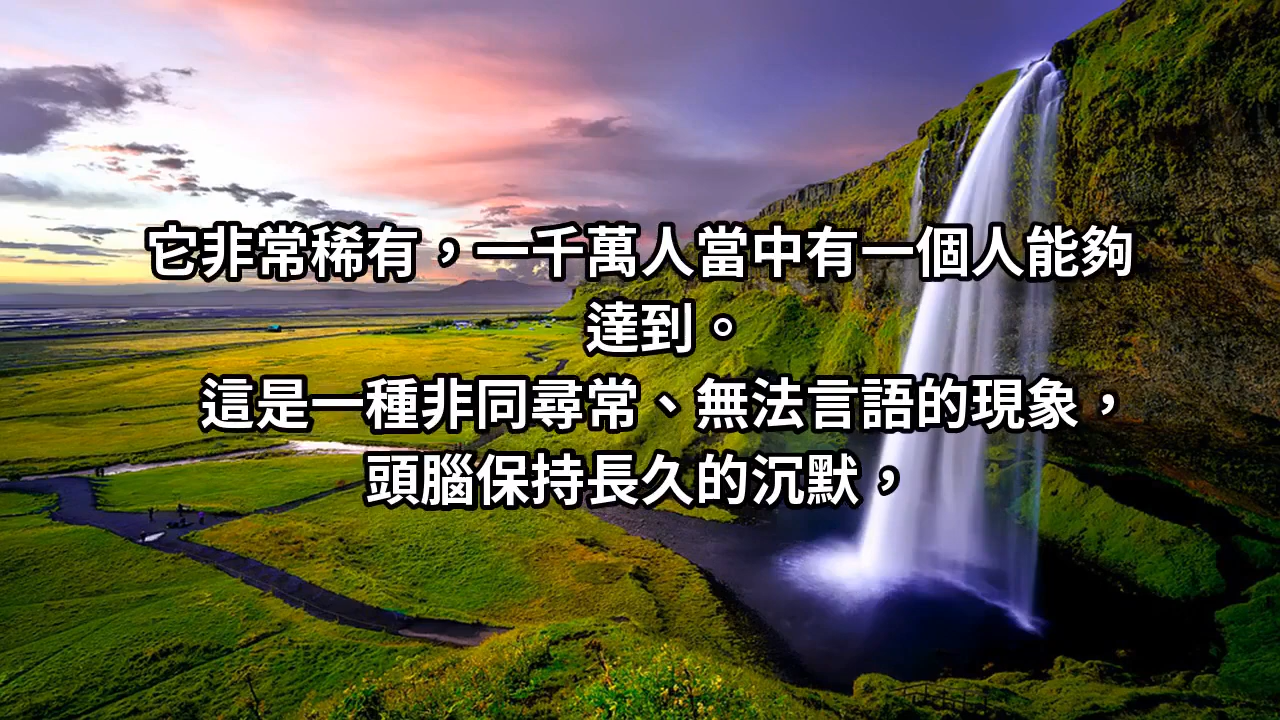 它非常稀有，一千萬人當中有一個人能夠
達到。
這是一種非同尋常、無法言語的現象，
頭腦保持長久的沉默，